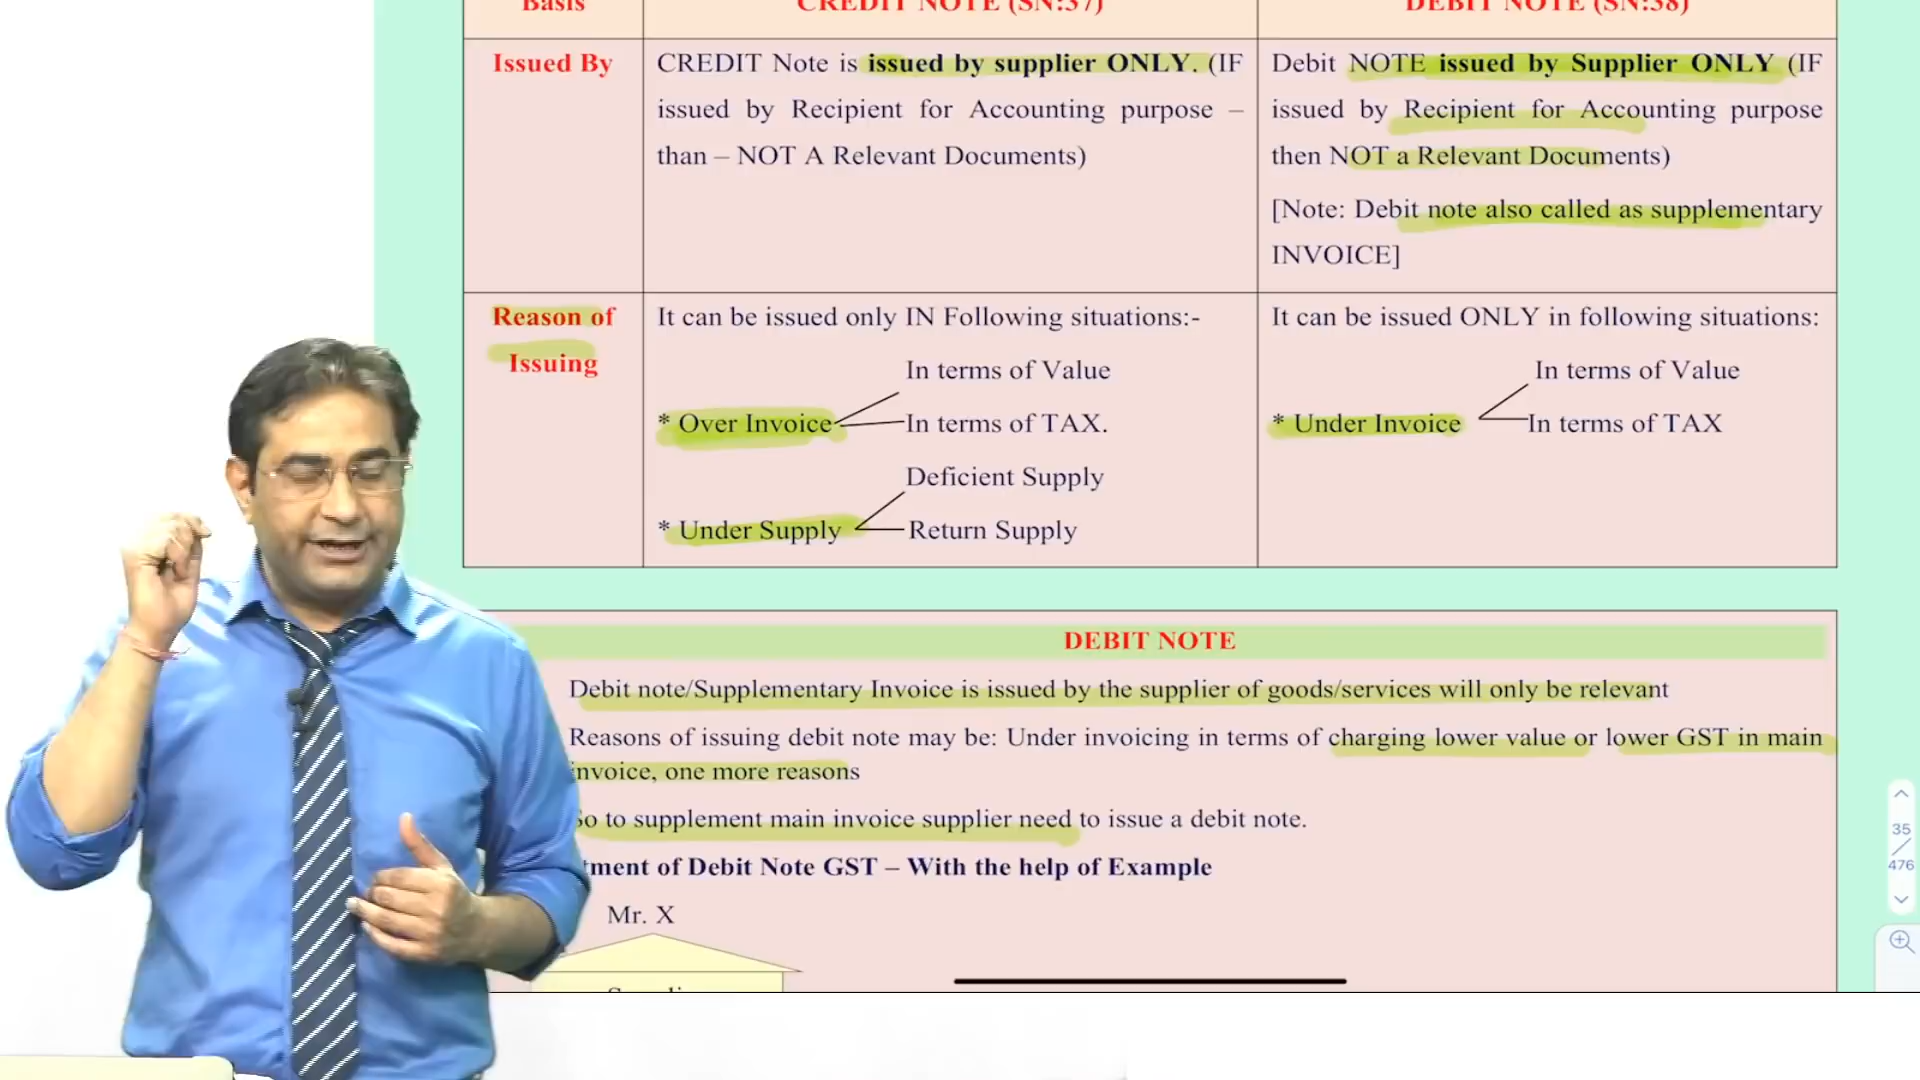 Basis
CREDIT NOTE (SN:37)
DEBIT NOTE (SN:38)
Issued By
CREDIT Note is issued by supplier ONLY. (IF
issued by Recipient for Accounting purpose –
than – NOT A Relevant Documents)
Debit NOTE issued by Supplier ONLY (IF
issued by Recipient for Accounting purpose
then NOT a Relevant Documents)
[Note: Debit note also called as supplementary
INVOICE]
Reason of
Issuing
It can be issued only IN Following situations:-
In terms of Value
* Over Invoice
In terms of TAX.
Deficient Supply
* Under Supply
Return Supply
It can be issued ONLY in following situations:
In terms of Value
* Under Invoice
In terms of TAX
DEBIT NOTE
Debit note/Supplementary Invoice is issued by the supplier of goods/services will only be relevant
Reasons of issuing debit note may be: Under invoicing in terms of charging lower value or lower GST in main
invoice, one more reasons
So to supplement main invoice supplier need to issue a debit note.
tment of Debit Note GST – With the help of Example
Mr. X
35
/
476